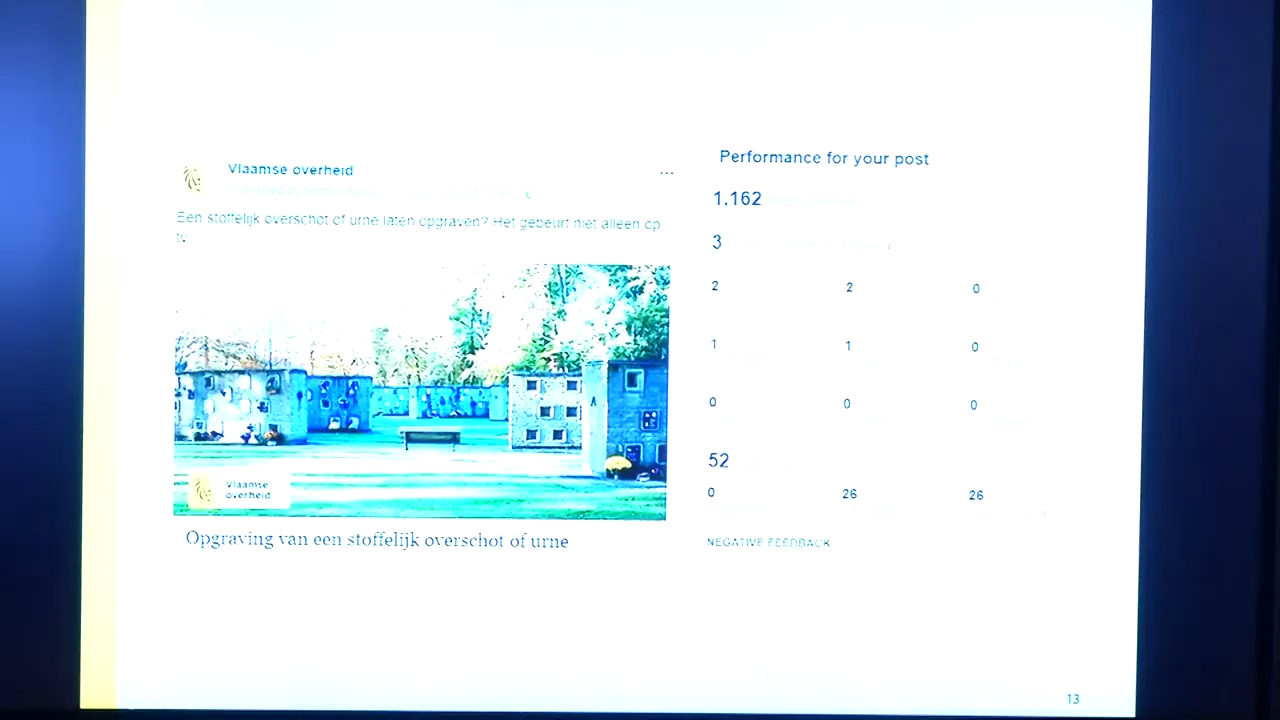 Vlaamse overheid
...
Een stoffelijk overschot of urne laten opgraven? Het gebeurt niet alleen op
tv
A
Vlaamse
overheid
Opgraving van een stoffelijk overschot of urne
Performance for your post
1.162
3
2 2 0
1 1 0
0 0 0
52
0 26 26
NEGATIVE FEEDBACK
13